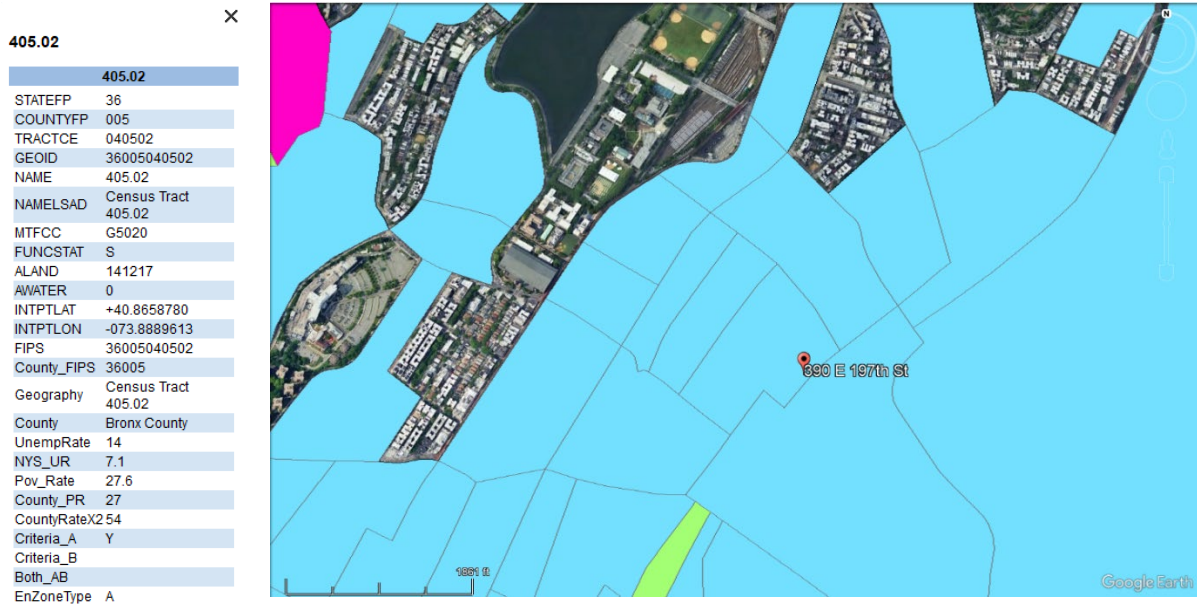 ×
405.02
405.02
STATEFP 36
COUNTYFP 005
TRACTCE 040502
GEOID 36005040502
NAME 405.02
NAMELSAD Census Tract
405.02
MTFCC G5020
FUNCSTAT S
ALAND 141217
AWATER 0
INTPTLAT +40.8658780
INTPTLON -073.8889613
FIPS 36005040502
County_FIPS 36005
Geography Census Tract
405.02
County Bronx County
UnempRate 14
NYS_UR 7.1
Pov_Rate 27.6
County_PR 27
CountyRateX2 54
Criteria_A Y
Criteria_B
Both_AB
EnZoneType A
N
390 E 197th St
1861 ft
Google Earth